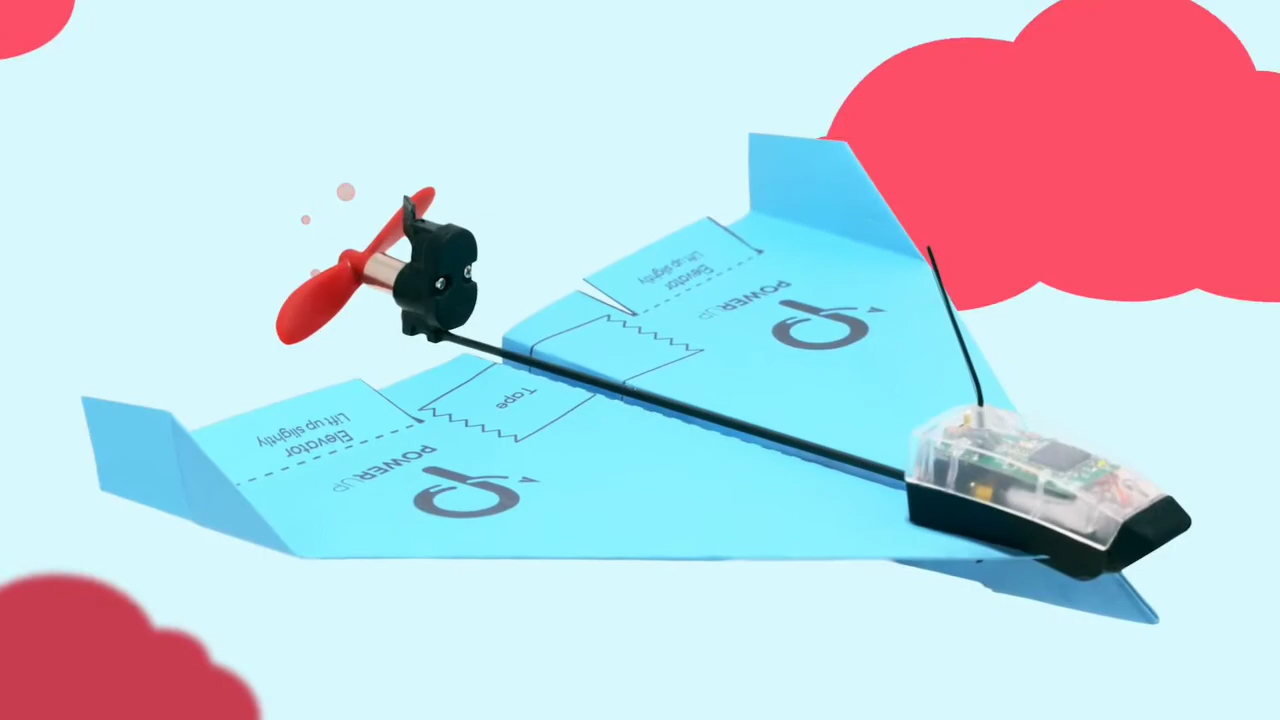 Lift up slightly
Elevator
POWERUP
Tape
Lift up slightly
Elevator
POWERUP